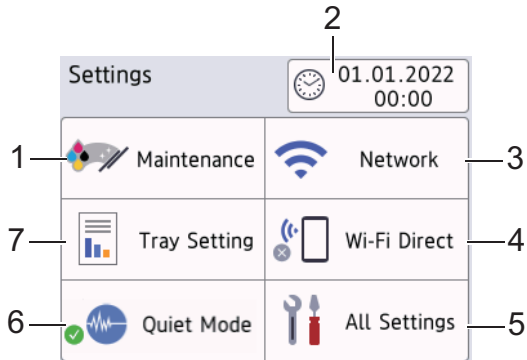 2
Settings
01.01.2022
00:00
1 Maintenance Network 3
7 Tray Setting Wi-Fi Direct 4
6 Quiet Mode All Settings 5